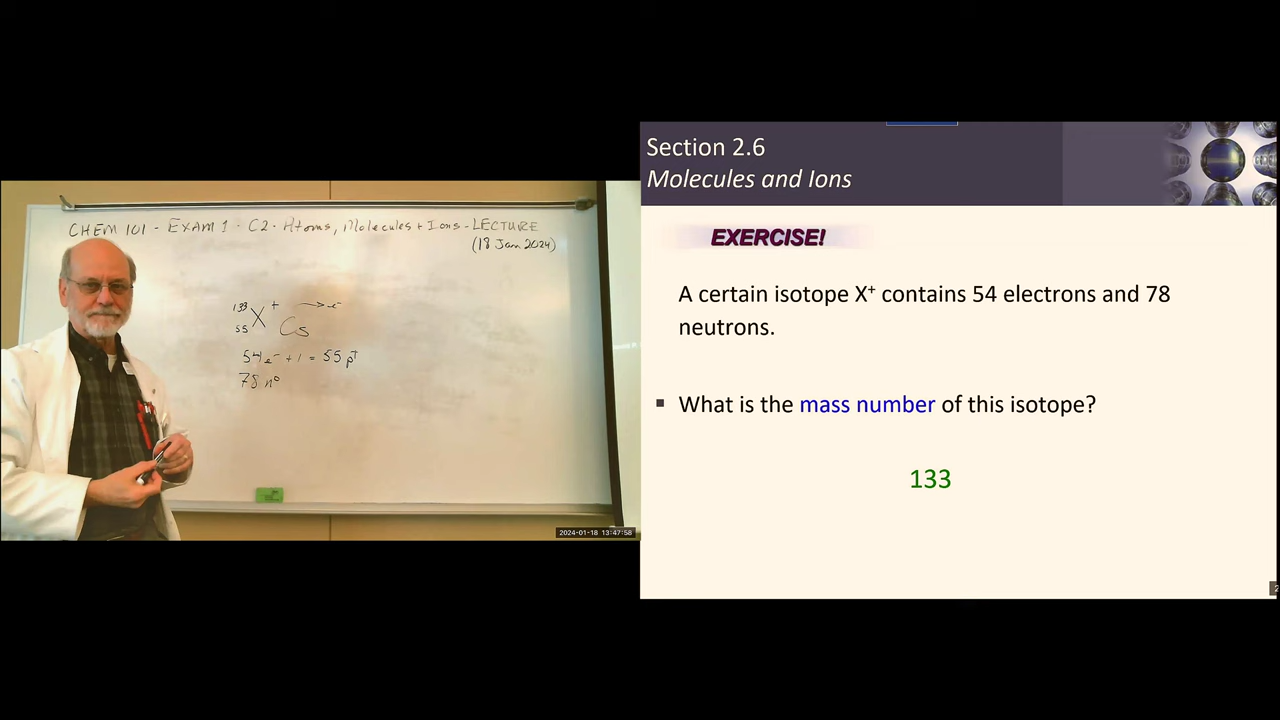 CHEM 101 - EXAM 1 - C2 - Atoms, Molecules + Ions - LECTURE
(18 Jan 2024)
133 X + → e-
55 Cs
54 e- + 1 = 55 p+
78 n°
2024-01-18 13:47:58
Section 2.6
Molecules and Ions
EXERCISE!
A certain isotope X⁺ contains 54 electrons and 78
neutrons.
▪ What is the mass number of this isotope?
133
2